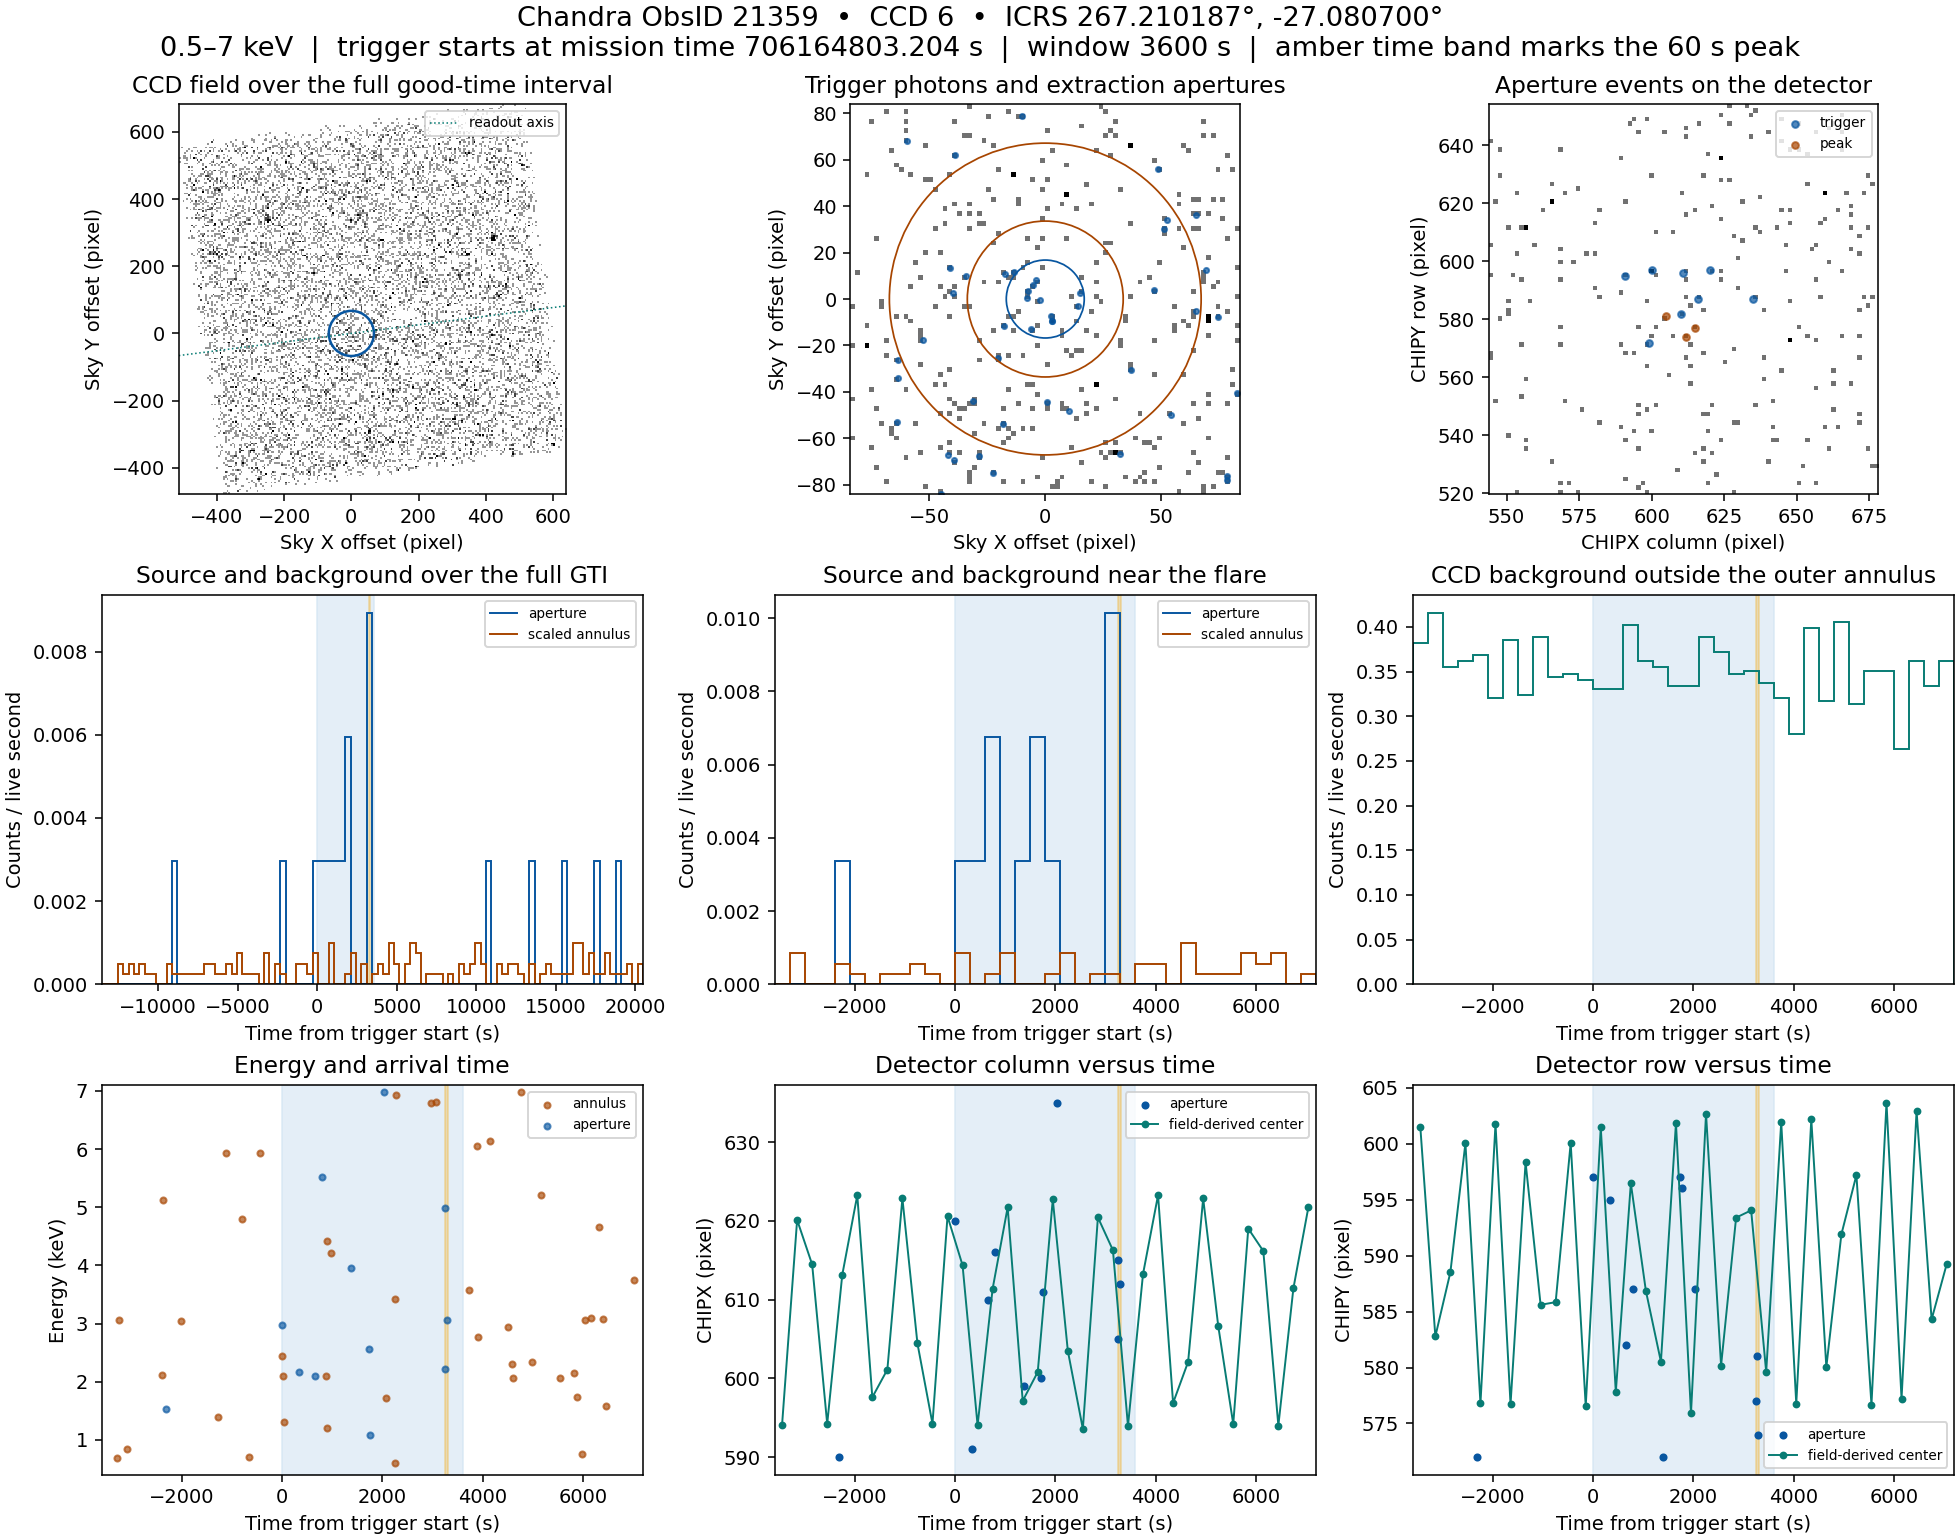 Chandra ObsID 21359 • CCD 6 • ICRS 267.210187°, -27.080700°
0.5–7 keV | trigger starts at mission time 706164803.204 s | window 3600 s | amber time band marks the 60 s peak
CCD field over the full good-time interval
readout axis
600
400
200
0
−200
−400
Sky Y offset (pixel)
−400
−200
0
200
400
600
Sky X offset (pixel)
Trigger photons and extraction apertures
80
60
40
20
0
−20
−40
−60
−80
Sky Y offset (pixel)
−50
0
50
Sky X offset (pixel)
Aperture events on the detector
trigger
peak
640
620
600
580
560
540
520
CHIPY row (pixel)
550
575
600
625
650
675
CHIPX column (pixel)
Source and background over the full GTI
aperture
scaled annulus
0.008
0.006
0.004
0.002
0.000
Counts / live second
−10000
−5000
0
5000
10000
15000
20000
Time from trigger start (s)
Source and background near the flare
aperture
scaled annulus
0.010
0.008
0.006
0.004
0.002
0.000
Counts / live second
−2000
0
2000
4000
6000
Time from trigger start (s)
CCD background outside the outer annulus
0.40
0.35
0.30
0.25
0.20
0.15
0.10
0.05
0.00
Counts / live second
−2000
0
2000
4000
6000
Time from trigger start (s)
Energy and arrival time
annulus
aperture
7
6
5
4
3
2
1
Energy (keV)
−2000
0
2000
4000
6000
Time from trigger start (s)
Detector column versus time
aperture
field-derived center
630
620
610
600
590
CHIPX (pixel)
−2000
0
2000
4000
6000
Time from trigger start (s)
Detector row versus time
605
600
595
590
585
580
575
CHIPY (pixel)
aperture
field-derived center
−2000
0
2000
4000
6000
Time from trigger start (s)